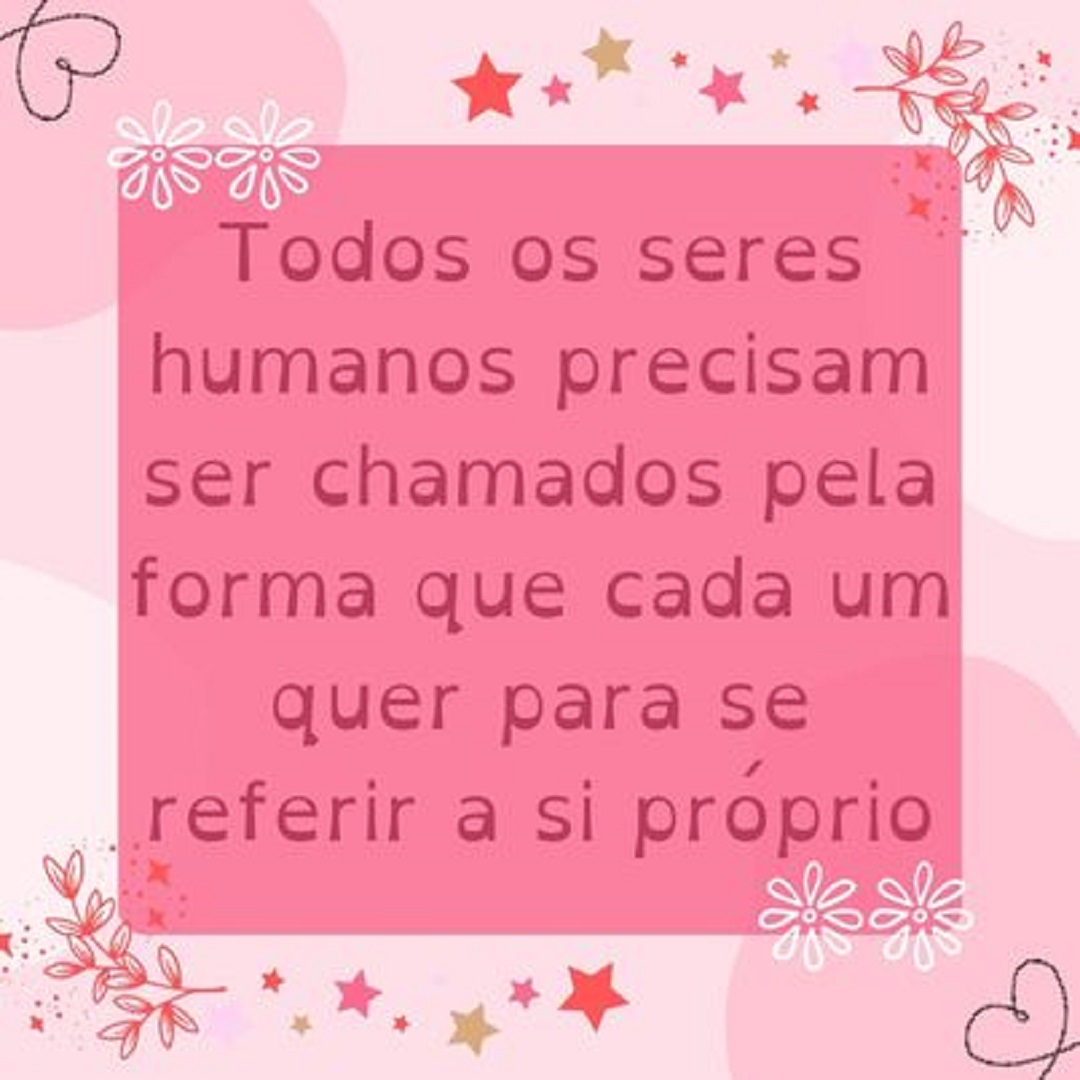 Todos os seres
humanos precisam
ser chamados pela
forma que cada um
quer para se
referir a si próprio